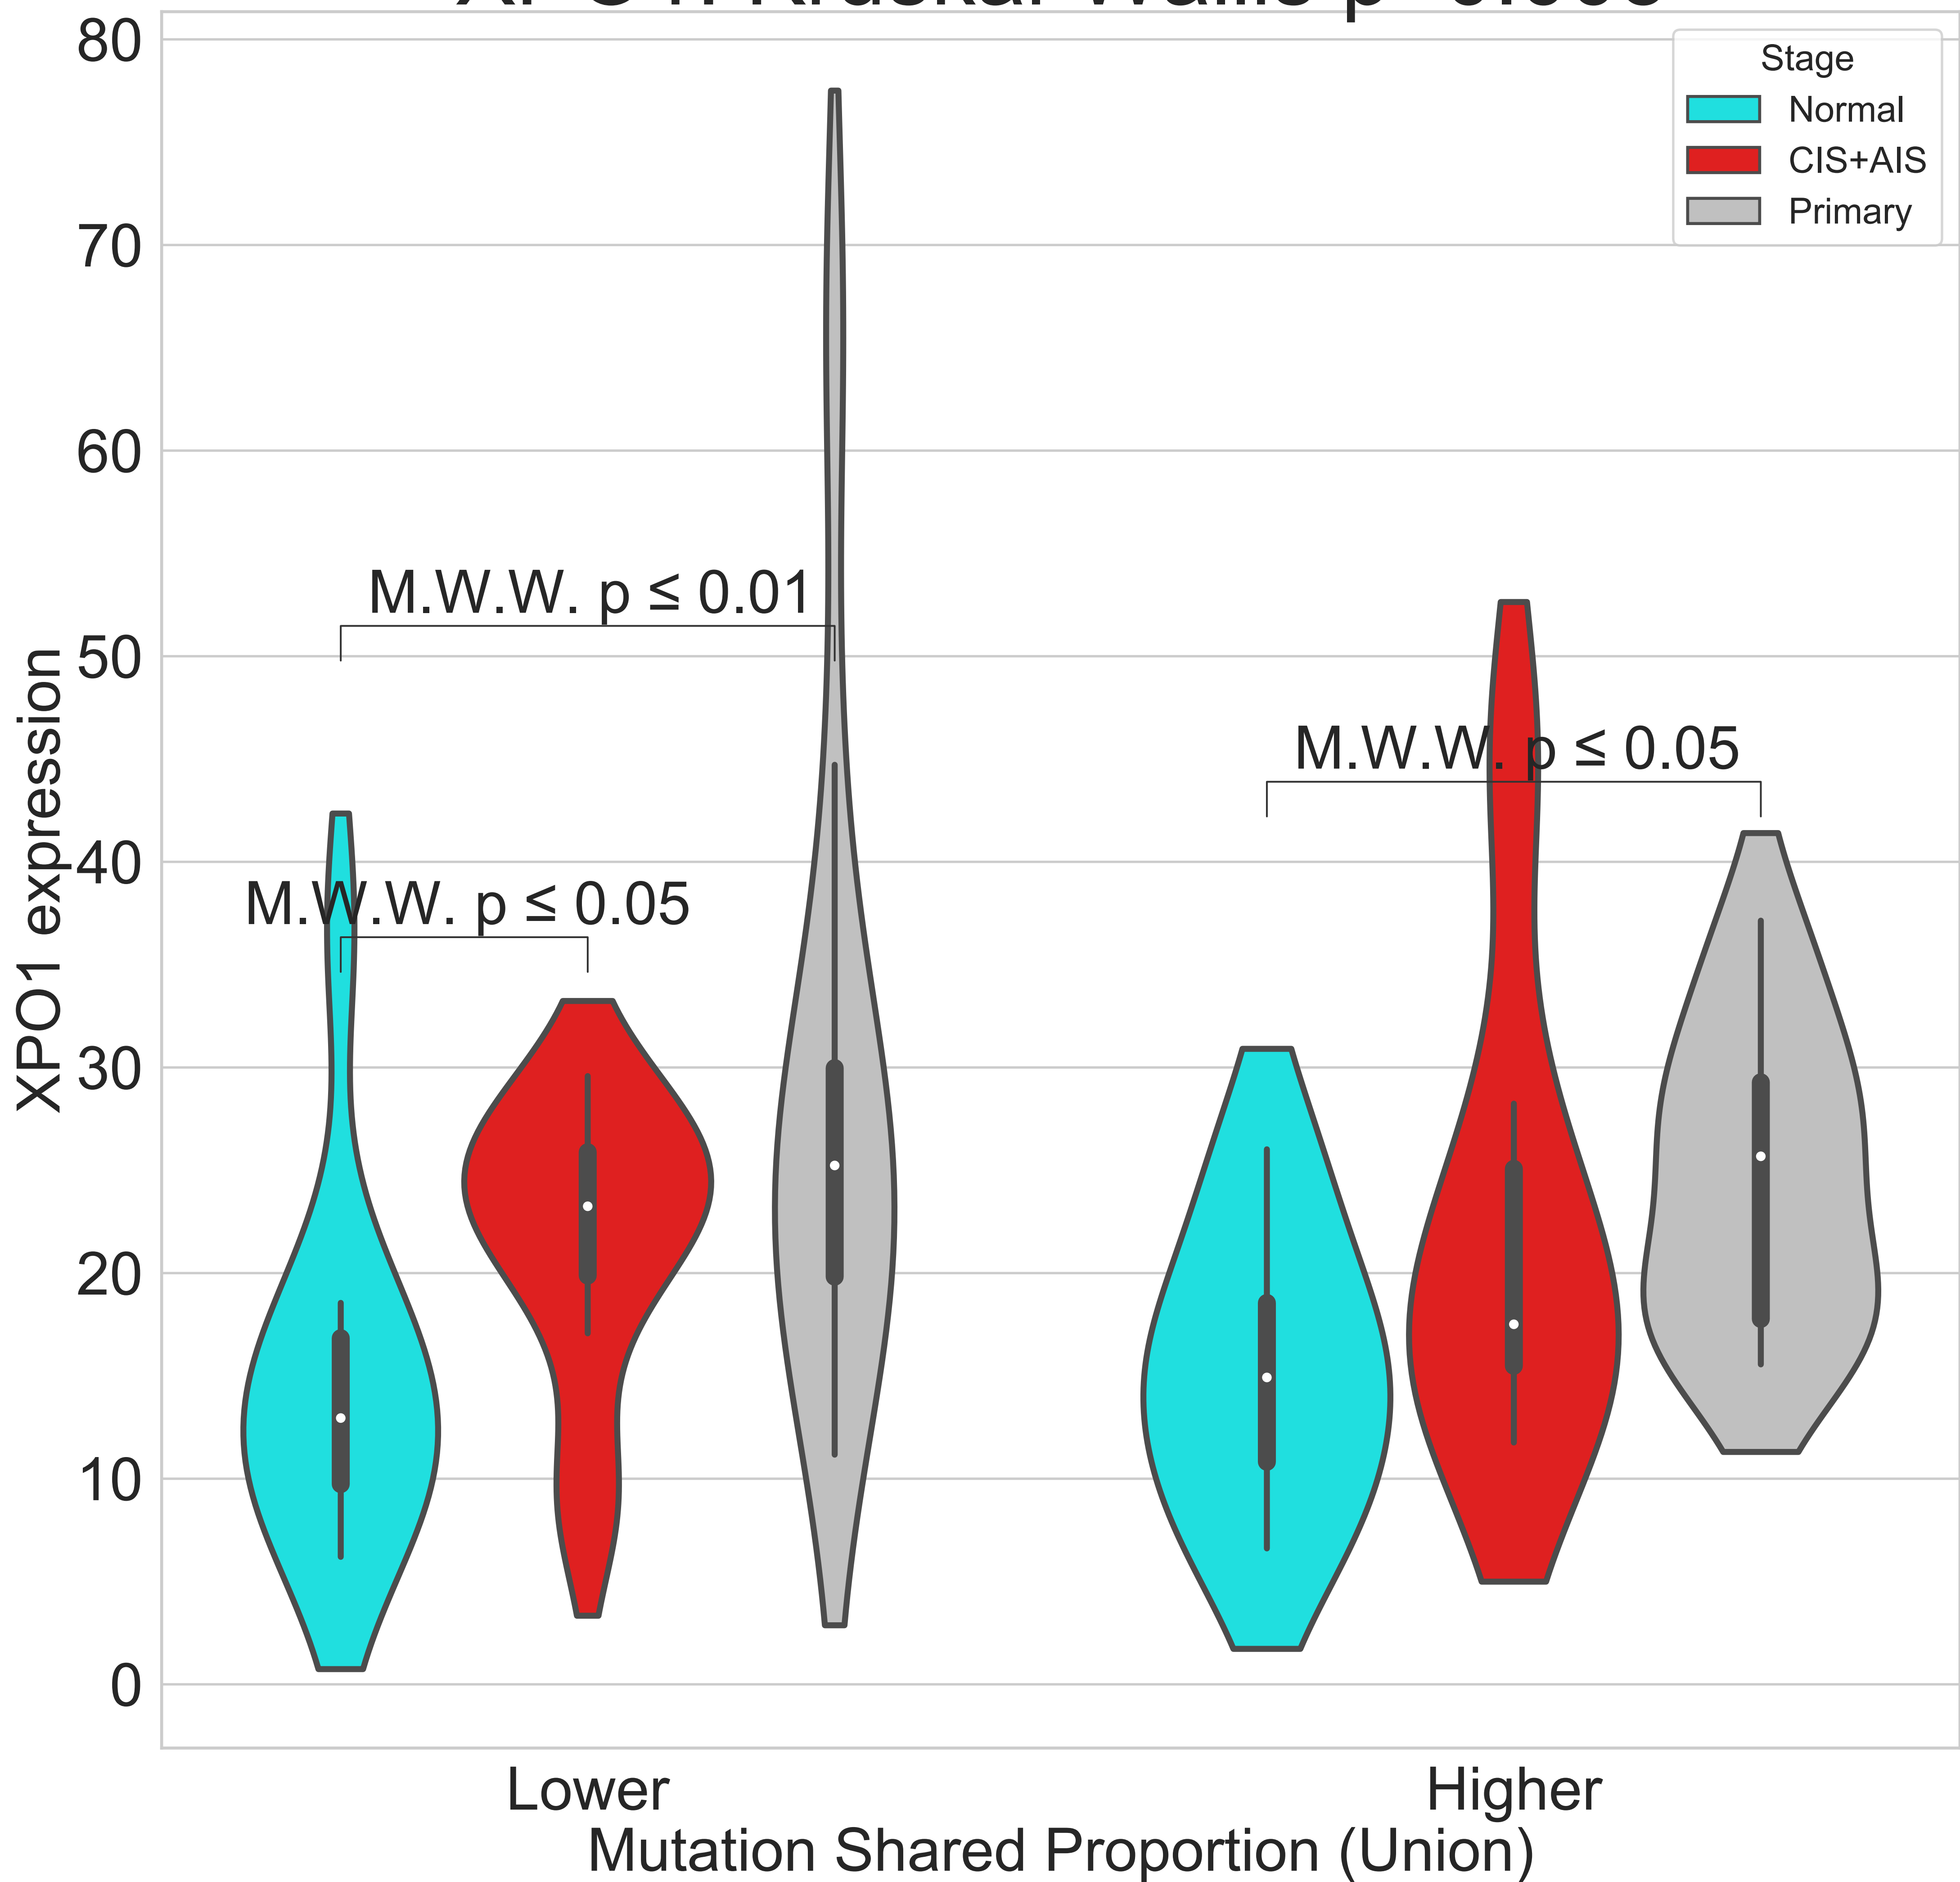 80
70
60
50
40
30
20
10
0
XPO1 expression
Stage
Normal
CIS+AIS
Primary
M.W.W. p ≤ 0.01
M.W.W. p ≤ 0.05
M.W.W. p ≤ 0.05
Lower
Higher
Mutation Shared Proportion (Union)